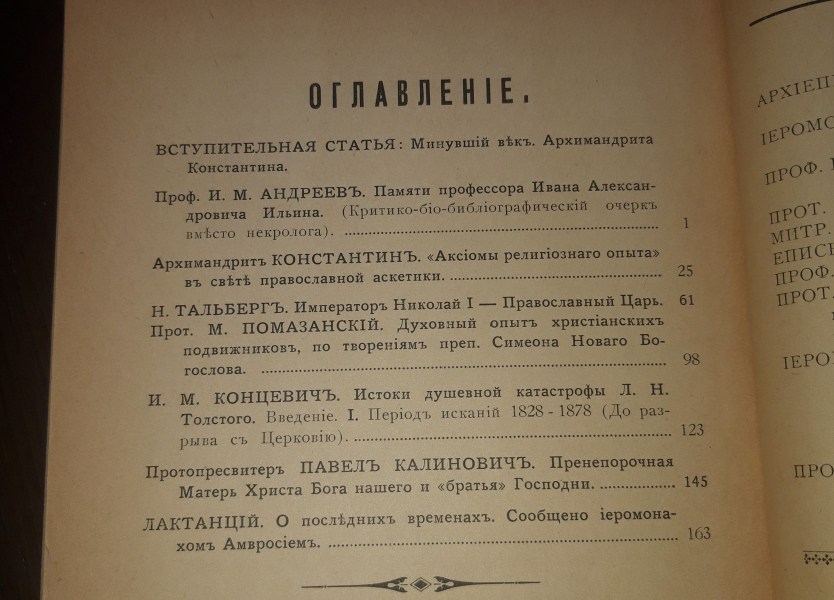 ОГЛАВЛЕНІЕ.
ВСТУПИТЕЛЬНАЯ СТАТЬЯ: Минувшій вѣкъ. Архимандрита
Константина.
Проф. И. М. АНДРЕЕВЪ. Памяти профессора Ивана Алексан-
дровича Ильина. (Критико-біо-библіографическій очеркъ
вмѣсто некролога). 1
Архимандритъ КОНСТАНТИНЪ. «Аксіомы религіознаго опыта»
въ свѣтѣ православной аскетики. 25
Н. ТАЛЬБЕРГЪ. Императоръ Николай I — Православный Царь. 61
Прот. М. ПОМАЗАНСКІЙ. Духовный опытъ христіанскихъ
подвижниковъ, по твореніямъ преп. Симеона Новаго Бо-
гослова. 98
И. М. КОНЦЕВИЧЪ. Истоки душевной катастрофы Л. Н.
Толстого. Введеніе. I. Періодъ исканій 1828 - 1878 (До раз-
рыва съ Церковію). 123
Протопресвитеръ ПАВЕЛЪ КАЛИНОВИЧЪ. Пренепорочная
Матерь Христа Бога нашего и «братья» Господни. 145
ЛАКТАНЦІЙ. О послѣднихъ временахъ. Сообщено іеромона-
хомъ Амвросіемъ. 163
АРХІЕП
ІЕРОМО
ПРОФ.
ПРОТ.
МИТР.
ЕПИСК
ПРОФ.
ПРОТ.
ІЕРОМ
ПРО